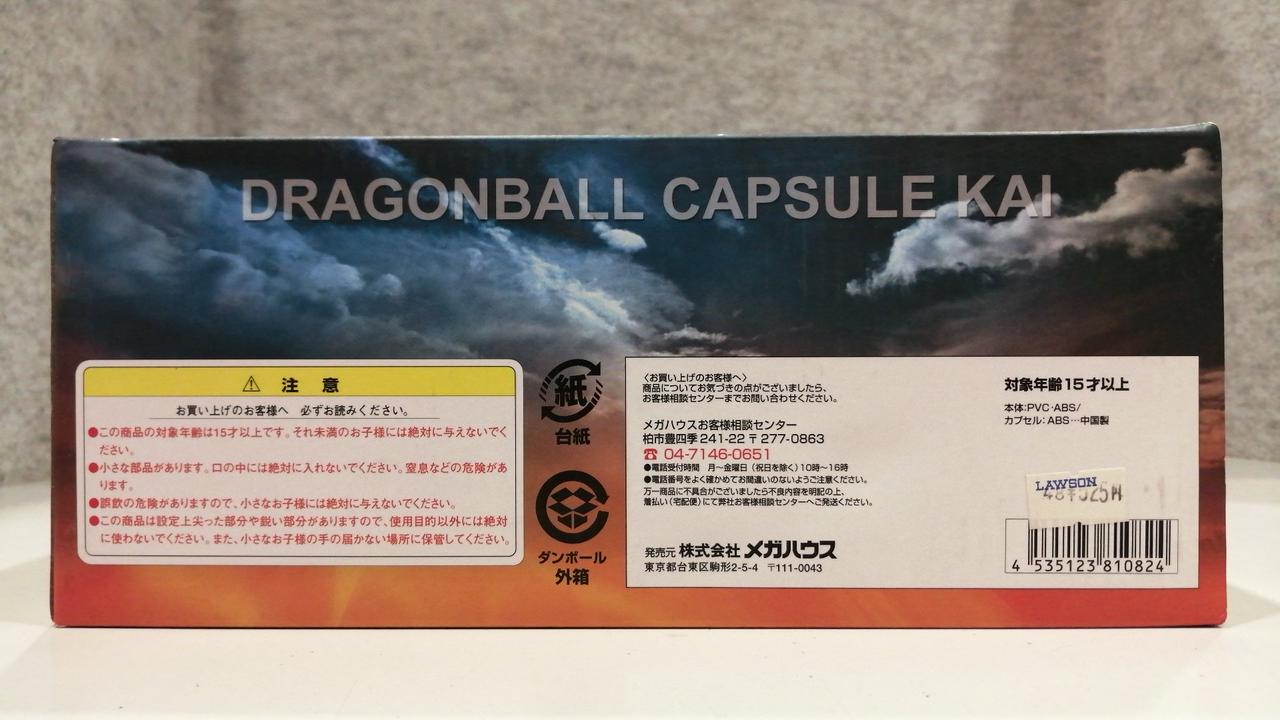 DRAGONBALL CAPSULE KAI
注 意
お買い上げのお客様へ 必ずお読みください。
●この商品の対象年齢は15才以上です。それ未満のお子様には絶対に与えないでく
ださい。
●小さな部品があります。口の中には絶対に入れないでください。窒息などの危険があ
ります。
●誤飲の危険がありますので、小さなお子様には絶対に与えないでください。
●この商品は設定上尖った部分や鋭い部分がありますので、使用目的以外には絶対
に使わないでください。また、小さなお子様の手の届かない場所に保管してください。
紙
台紙
ダンボール
外箱
〈お買い上げのお客様へ〉
商品についてお気づきの点がございましたら、
お客様相談センターまでお問い合わせください。
メガハウスお客様相談センター
柏市豊四季241-22 〒277-0863
☎ 04-7146-0651
●電話受付時間 月〜金曜日(祝日を除く)10時〜16時
●電話番号をよく確かめてお間違いのないようご注意ください。
万一商品に不具合がございましたら不良内容を明記の上、
着払い(宅配便)にて弊社お客様相談センターへご発送ください。
発売元 株式会社 メガハウス
東京都台東区駒形2-5-4 〒111-0043
対象年齢15才以上
本体:PVC・ABS/
カプセル:ABS…中国製
LAWSON
4 535123 810824